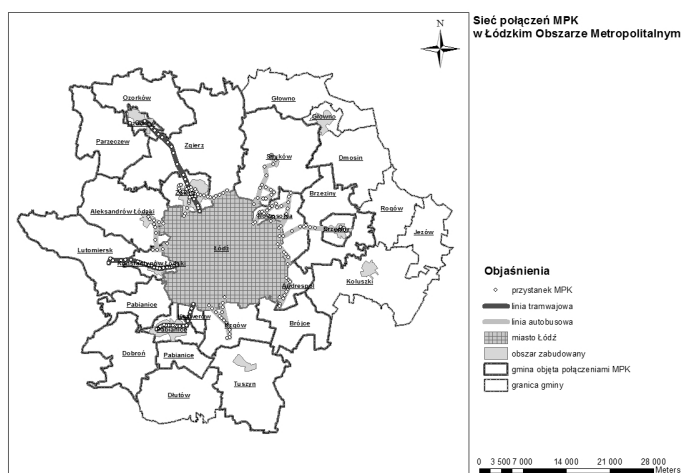 Sieć połączeń MPK
w Łódzkim Obszarze Metropolitalnym
N
Ozorków
Głowno
Głowno
Parzęczew
Zgierz
Stryków
Dmosin
Brzeziny
Rogów
Jeżów
Aleksandrów Łódzki
Łódź
Lutomiersk
Konstantynów Łódzki
Andrespol
Koluszki
Pabianice
Ksawerów
Rzgów
Brójce
Pabianice
Dobroń
Pabianice
Tuszyn
Dłutów
Objaśnienia
przystanek MPK
linia tramwajowa
linia autobusowa
miasto Łódź
obszar zabudowany
gmina objęta połączeniami MPK
granica gminy
0 3 500 7 000 14 000 21 000 28 000
Meters